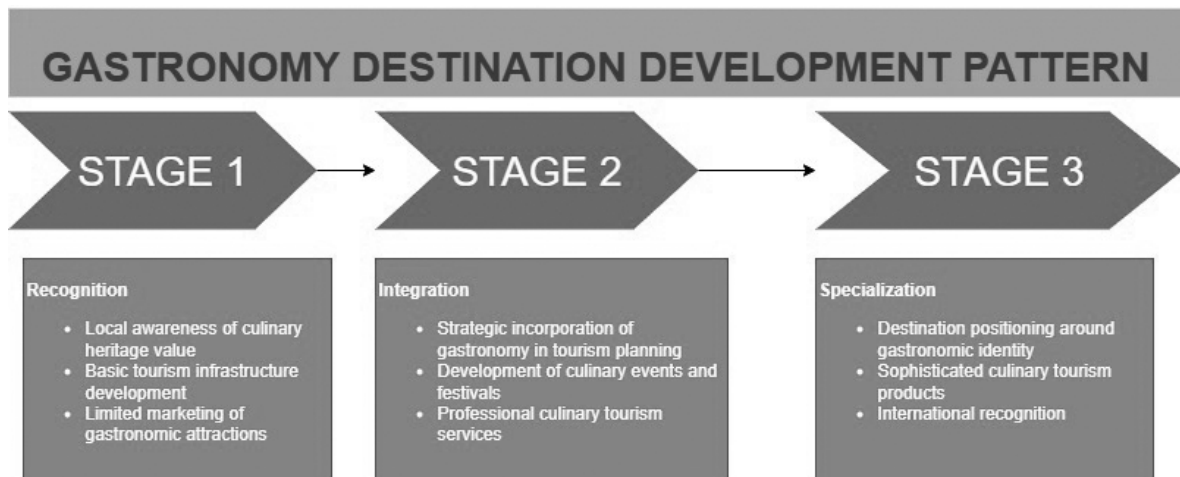 GASTRONOMY DESTINATION DEVELOPMENT PATTERN
STAGE 1
STAGE 2
STAGE 3
Recognition
• Local awareness of culinary
heritage value
• Basic tourism infrastructure
development
• Limited marketing of
gastronomic attractions
Integration
• Strategic incorporation of
gastronomy in tourism planning
• Development of culinary events and
festivals
• Professional culinary tourism
services
Specialization
• Destination positioning around
gastronomic identity
• Sophisticated culinary tourism
products
• International recognition